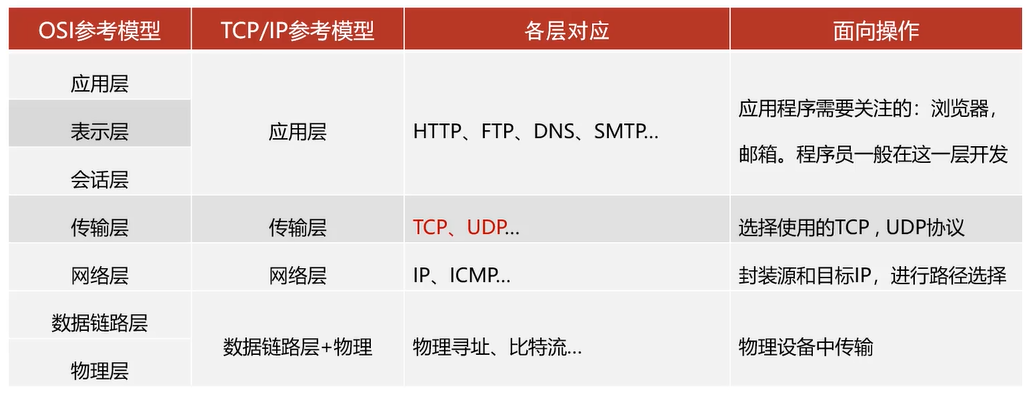 OSI参考模型 TCP/IP参考模型 各层对应 面向操作
应用层
表示层
会话层
应用层
HTTP、FTP、DNS、SMTP...
应用程序需要关注的：浏览器，
邮箱。程序员一般在这一层开发
传输层 传输层 TCP、UDP... 选择使用的TCP , UDP协议
网络层 网络层 IP、ICMP... 封装源和目标IP，进行路径选择
数据链路层
物理层
数据链路层+物理
物理寻址、比特流...
物理设备中传输